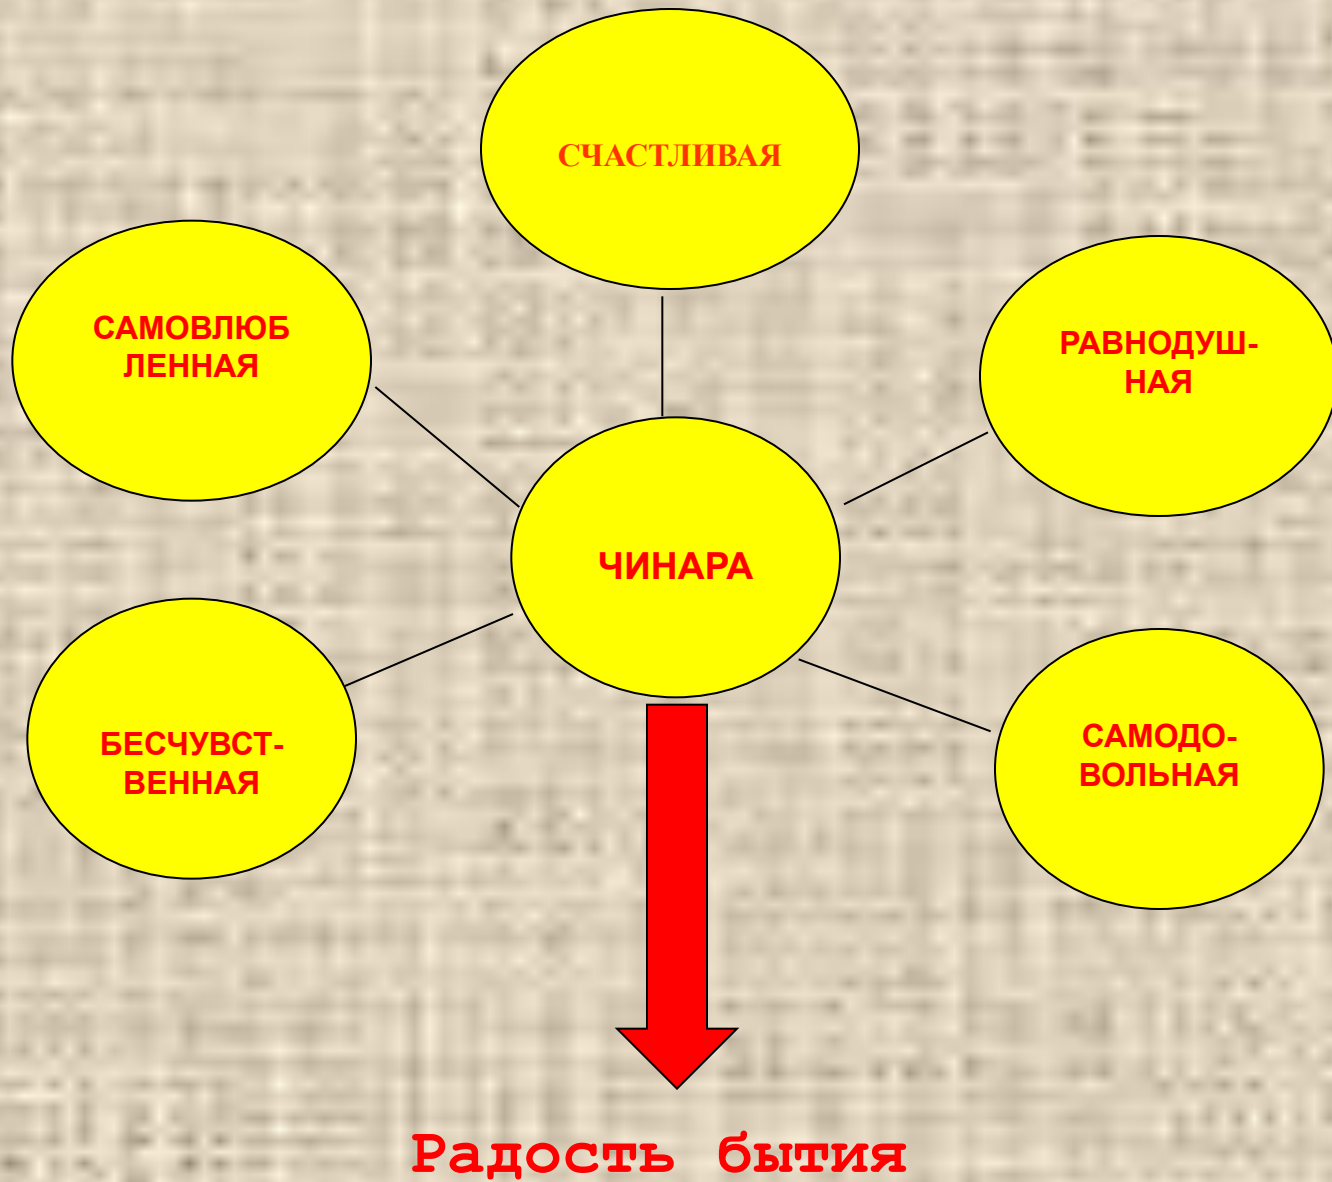 СЧАСТЛИВАЯ
САМОВЛЮБ
ЛЕННАЯ
РАВНОДУШ-
НАЯ
ЧИНАРА
БЕСЧУВСТ-
ВЕННАЯ
САМОДО-
ВОЛЬНАЯ
Радость бытия